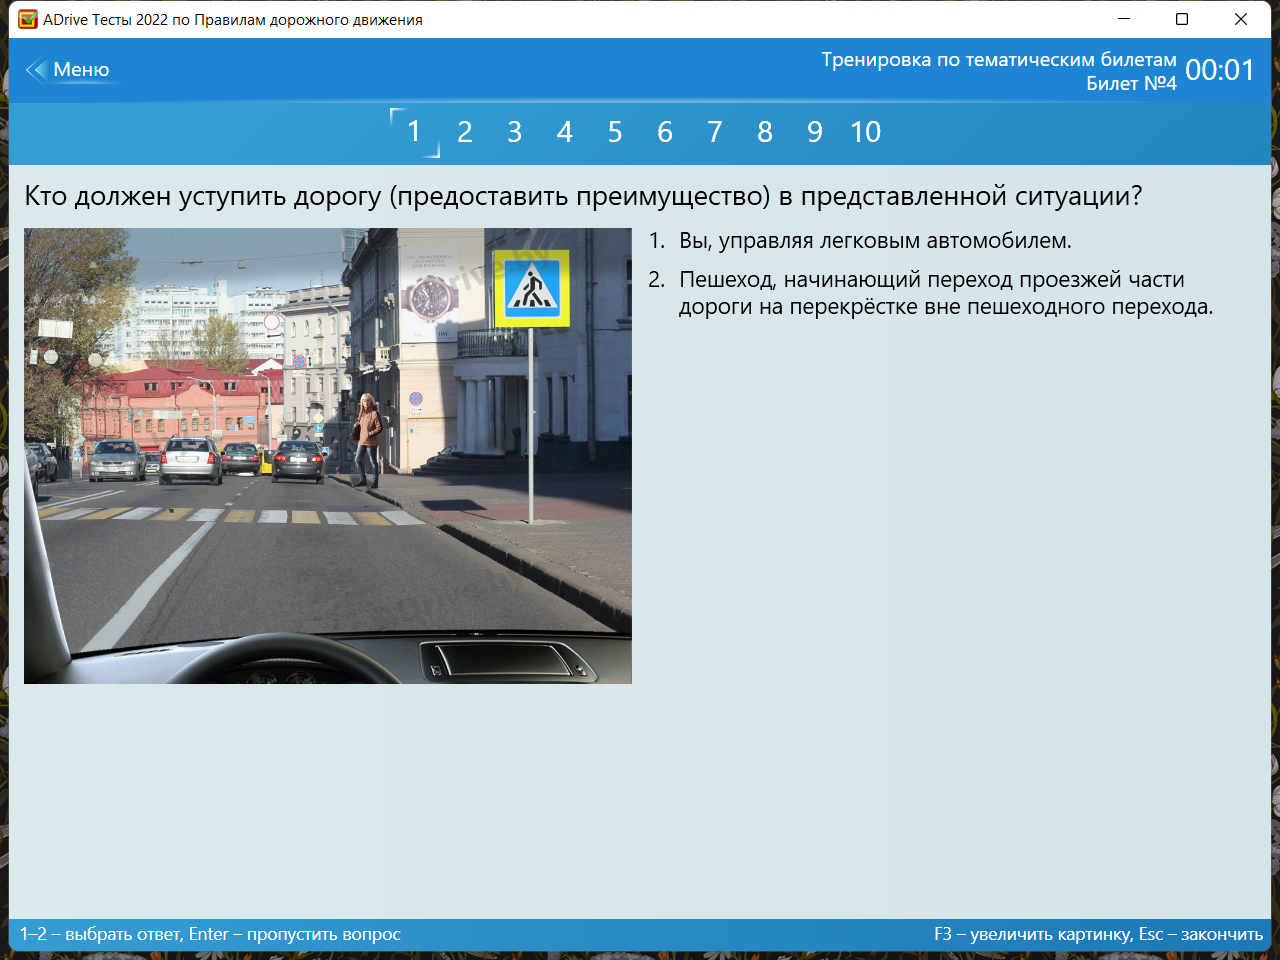 ADrive Тесты 2022 по Правилам дорожного движения
Меню
Тренировка по тематическим билетам
Билет №4
00:01
1 2 3 4 5 6 7 8 9 10
Кто должен уступить дорогу (предоставить преимущество) в представленной ситуации?
1. Вы, управляя легковым автомобилем.
2. Пешеход, начинающий переход проезжей части
дороги на перекрёстке вне пешеходного перехода.
ADrive.by
1–2 – выбрать ответ, Enter – пропустить вопрос
F3 – увеличить картинку, Esc – закончить